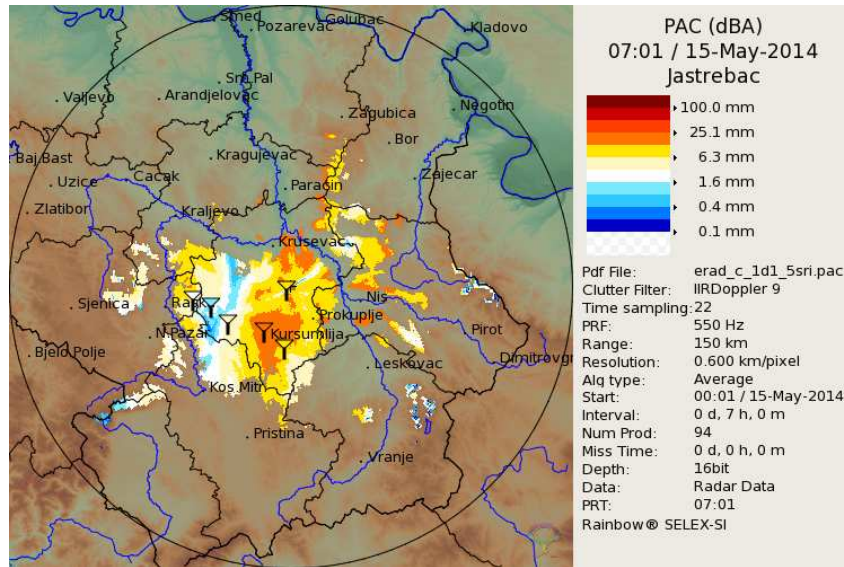 PAC (dBA)
07:01 / 15-May-2014
Jastrebac
100.0 mm
25.1 mm
6.3 mm
1.6 mm
0.4 mm
0.1 mm
Pdf File: erad_c_1d1_5sri.pac
Clutter Filter: IIRDoppler 9
Time sampling:22
PRF: 550 Hz
Range: 150 km
Resolution: 0.600 km/pixel
Alg type: Average
Start: 00:01 / 15-May-2014
Interval: 0 d, 7 h, 0 m
Num Prod: 94
Miss Time: 0 d, 0 h, 0 m
Depth: 16bit
Data: Radar Data
PRT: 07:01
Rainbow® SELEX-SI
Smed
Pozarevac
Golubac
Kladovo
Sm Pal
Valjevo
Arandjelovac
Zagubica
Negotin
Bor
Baj Bast
Kragujevac
Uzice
Cacak
Paracin
Zajecar
Zlatibor
Kraljevo
Krusevac
Sjenica
Nis
Prokuplje
N.Pazar
Kursumlija
Pirot
Bjelo Polje
Leskovac
Dimitrovgr
Kos Mitr
Pristina
Vranje